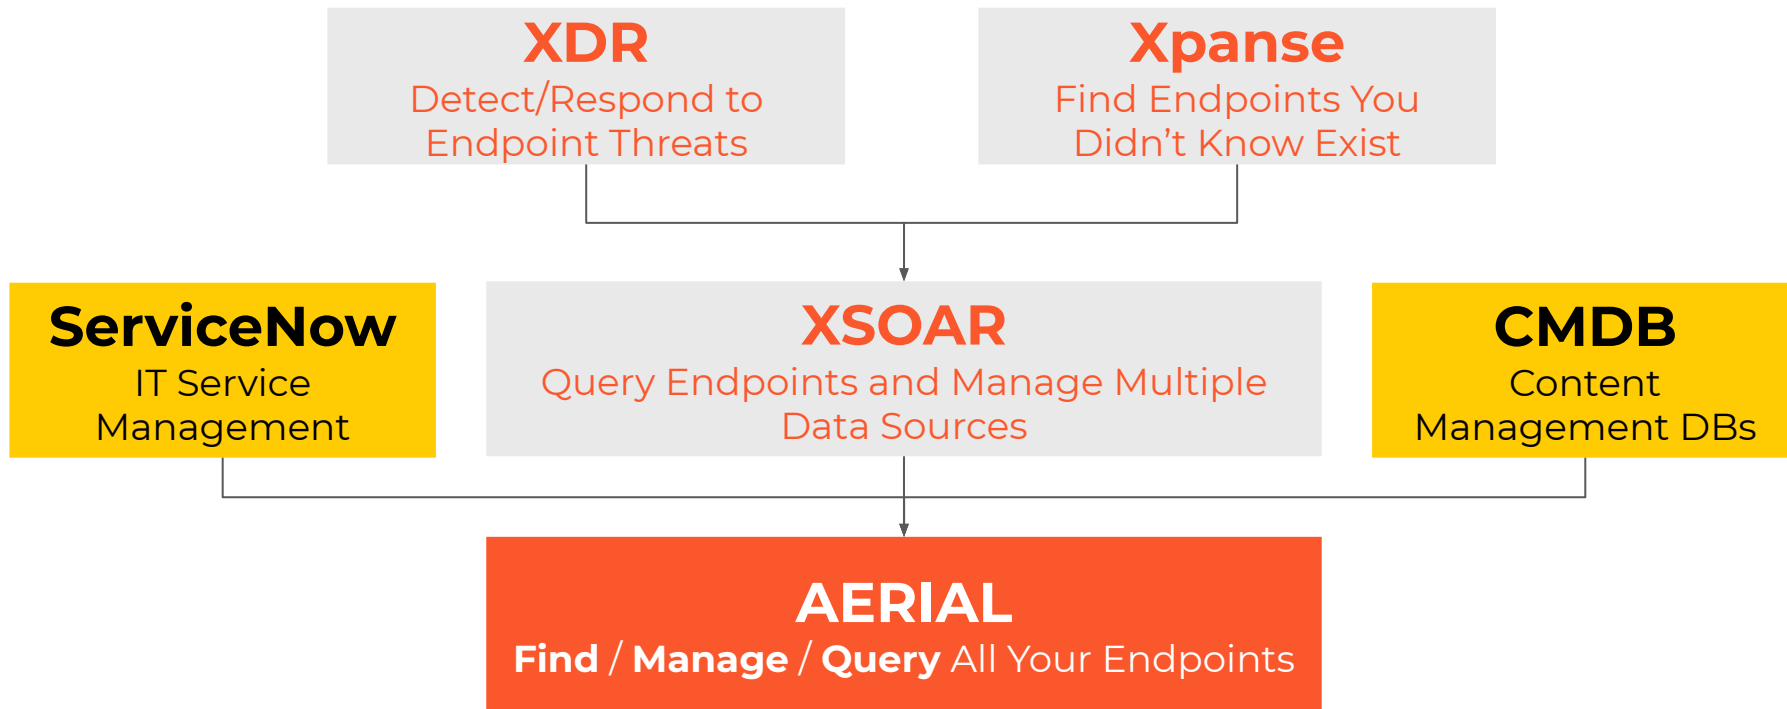 XDR
Detect/Respond to
Endpoint Threats
Xpanse
Find Endpoints You
Didn’t Know Exist
ServiceNow
IT Service
Management
XSOAR
Query Endpoints and Manage Multiple
Data Sources
CMDB
Content
Management DBs
AERIAL
Find / Manage / Query All Your Endpoints